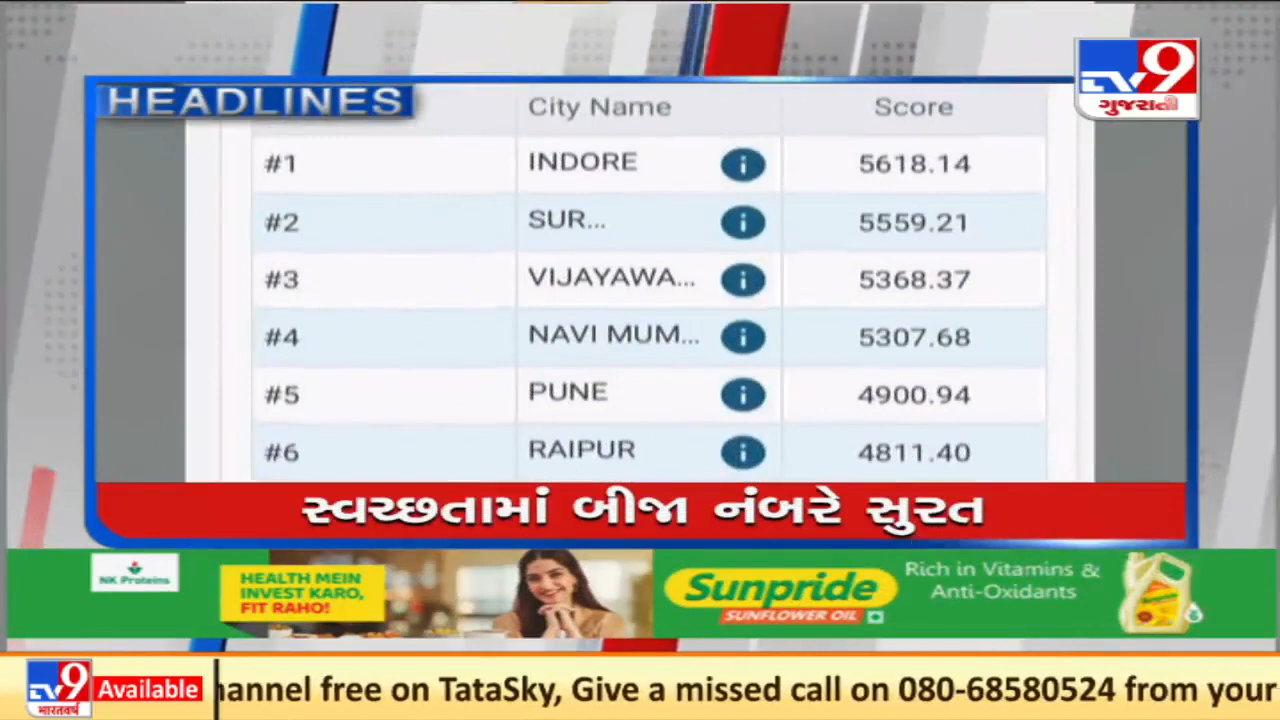 HEADLINES
TV9
ગુજરાતી
City Name Score
#1 INDORE i 5618.14
#2 SUR... i 5559.21
#3 VIJAYAWA... i 5368.37
#4 NAVI MUM... i 5307.68
#5 PUNE i 4900.94
#6 RAIPUR i 4811.40
સ્વચ્છતામાં બીજા નંબરે સુરત
NK Proteins
HEALTH MEIN
INVEST KARO,
FIT RAHO!
Sunpride
SUNFLOWER OIL
Rich in Vitamins &
Anti-Oxidants
TV9
भारतवर्ष
Available
hannel free on TataSky, Give a missed call on 080-68580524 from your